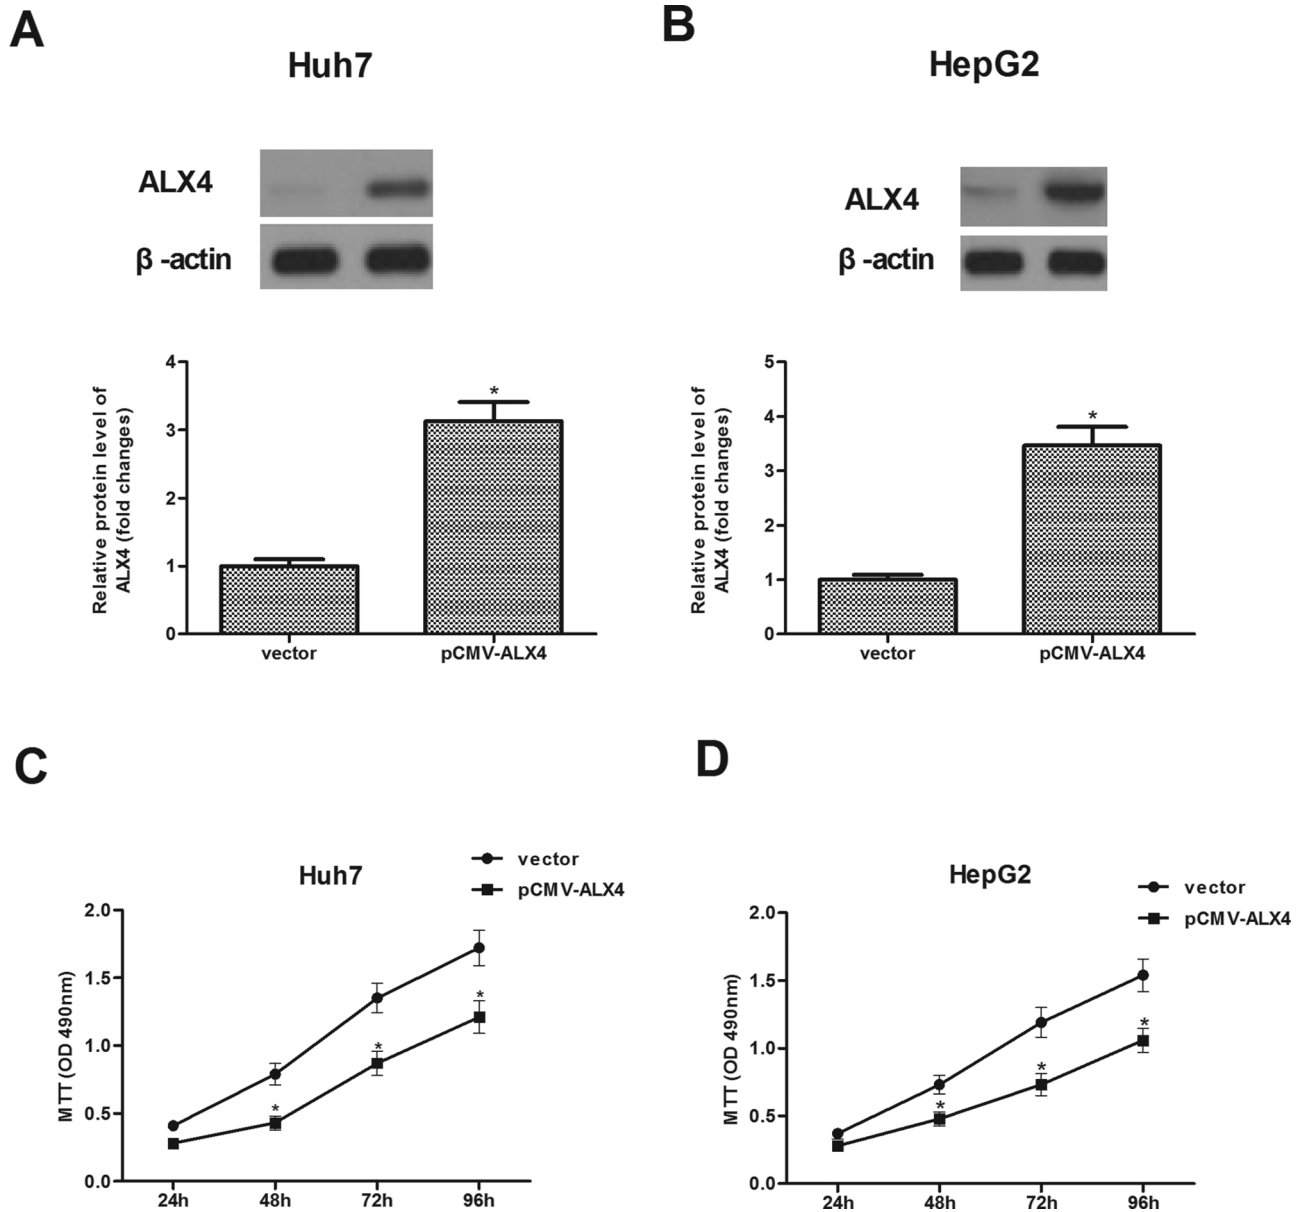 A
Huh7
ALX4
β -actin
Relative protein level of
ALX4 (fold changes)
4
3
2
1
0
*
vector
pCMV-ALX4
B
HepG2
ALX4
β -actin
Relative protein level of
ALX4 (fold changes)
5
4
3
2
1
0
*
vector
pCMV-ALX4
C
Huh7
vector
pCMV-ALX4
MTT (OD 490nm)
2.0
1.5
1.0
0.5
0.0
*
*
*
24h
48h
72h
96h
D
HepG2
vector
pCMV-ALX4
MTT (OD 490nm)
2.0
1.5
1.0
0.5
0.0
*
*
*
24h
48h
72h
96h